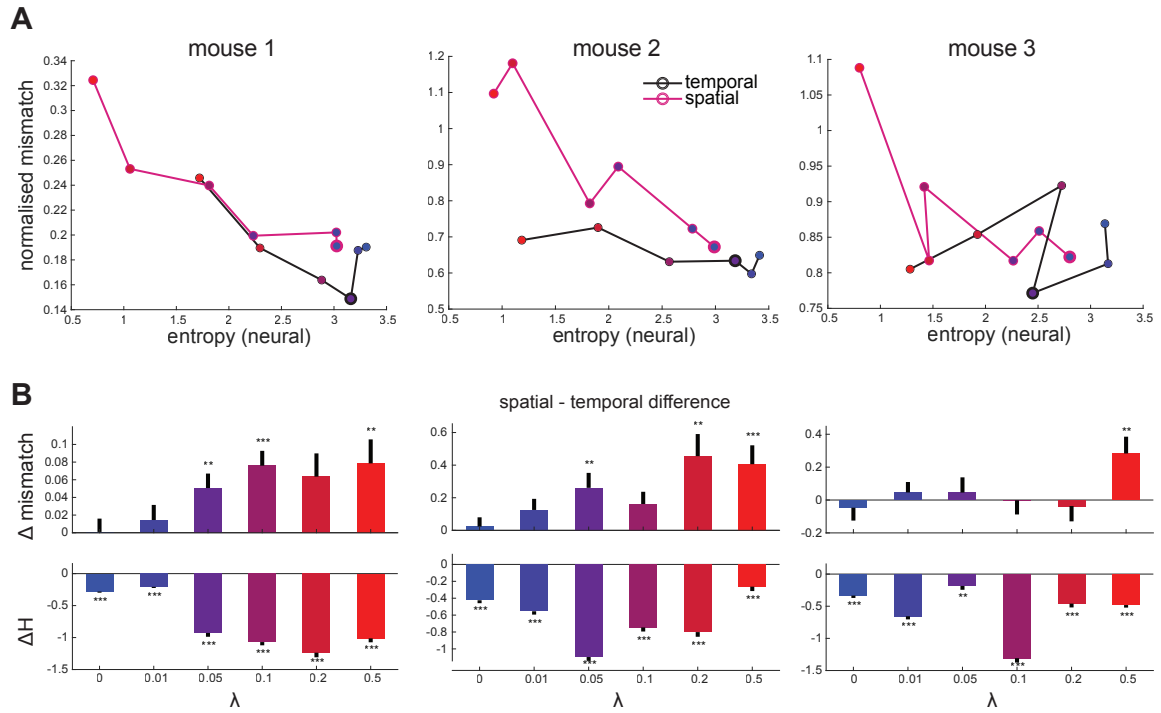 A
mouse 1
mouse 2
mouse 3
normalised mismatch
0.34
0.32
0.3
0.28
0.26
0.24
0.22
0.2
0.18
0.16
0.14
0.5 1 1.5 2 2.5 3 3.5
entropy (neural)
1.2
1.1
1
0.9
0.8
0.7
0.6
0.5
temporal
spatial
0.5 1 1.5 2 2.5 3 3.5
entropy (neural)
1.1
1.05
1
0.95
0.9
0.85
0.8
0.75
0.5 1 1.5 2 2.5 3 3.5
entropy (neural)
B
spatial - temporal difference
Δ mismatch
0.1
0.08
0.06
0.04
0.02
0
** *** **
0.6
0.4
0.2
0
** ** ***
0.4
0.2
0
-0.2
**
ΔH
0
-0.5
-1
-1.5
*** *** *** *** *** ***
0 0.01 0.05 0.1 0.2 0.5
λ
0
-0.2
-0.4
-0.6
-0.8
-1
*** *** *** *** *** ***
0 0.01 0.05 0.1 0.2 0.5
λ
0
-0.5
-1
-1.5
*** *** ** *** *** ***
0 0.01 0.05 0.1 0.2 0.5
λ